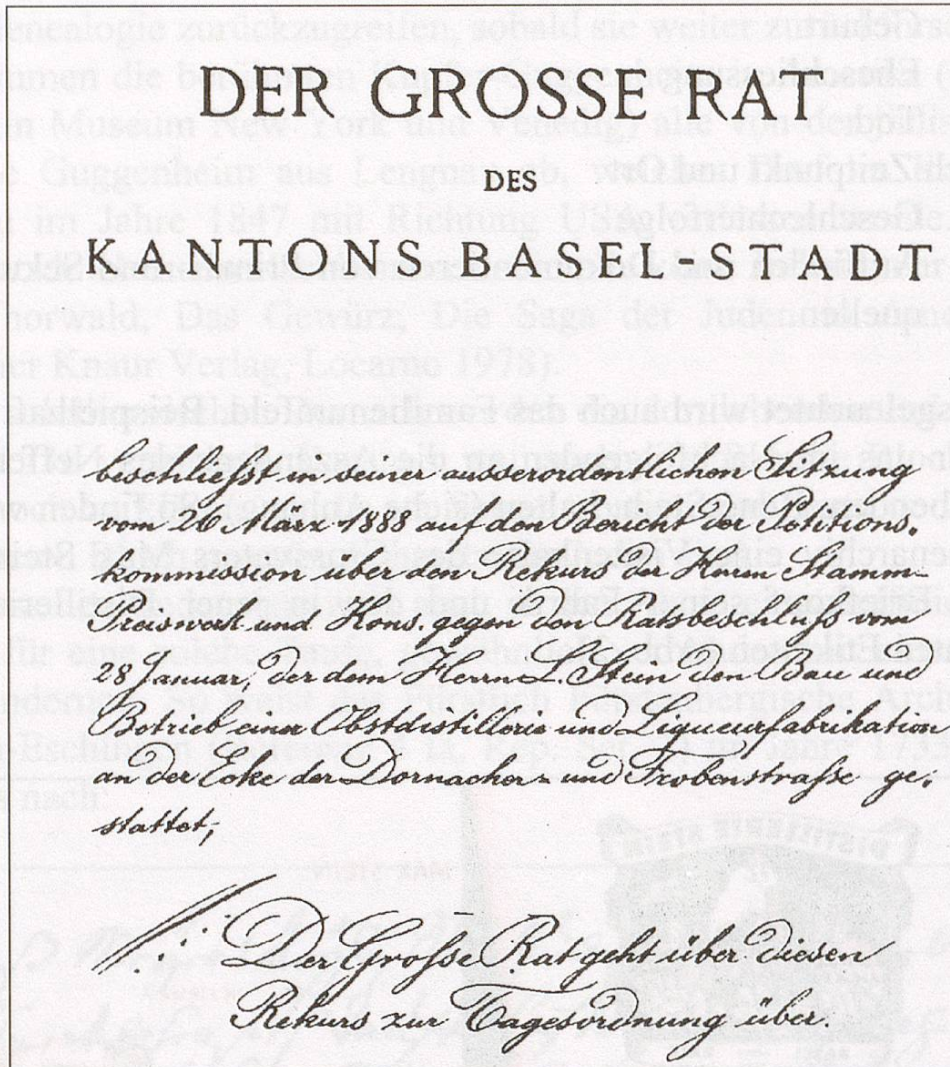 DER GROSSE RAT
DES
KANTONS BASEL STADT
beschließt in seiner ausserordentlichen Sitzung
vom 26. März 1888 auf den Bericht der Petitions-
kommission über den Rekurs der Herrn Stamm-
Preiswerk und Kons. gegen den Ratsbeschluß vom
28 Januar, der dem Herrn L. Stein den Bau und
Betrieb einer Obstdistillerie und Liqueurfabrikation
an der Ecke der Dornacher- und Frobenstraße ge-
stattet,
Der Große Rat geht über diesen
Rekurs zur Tagesordnung über.